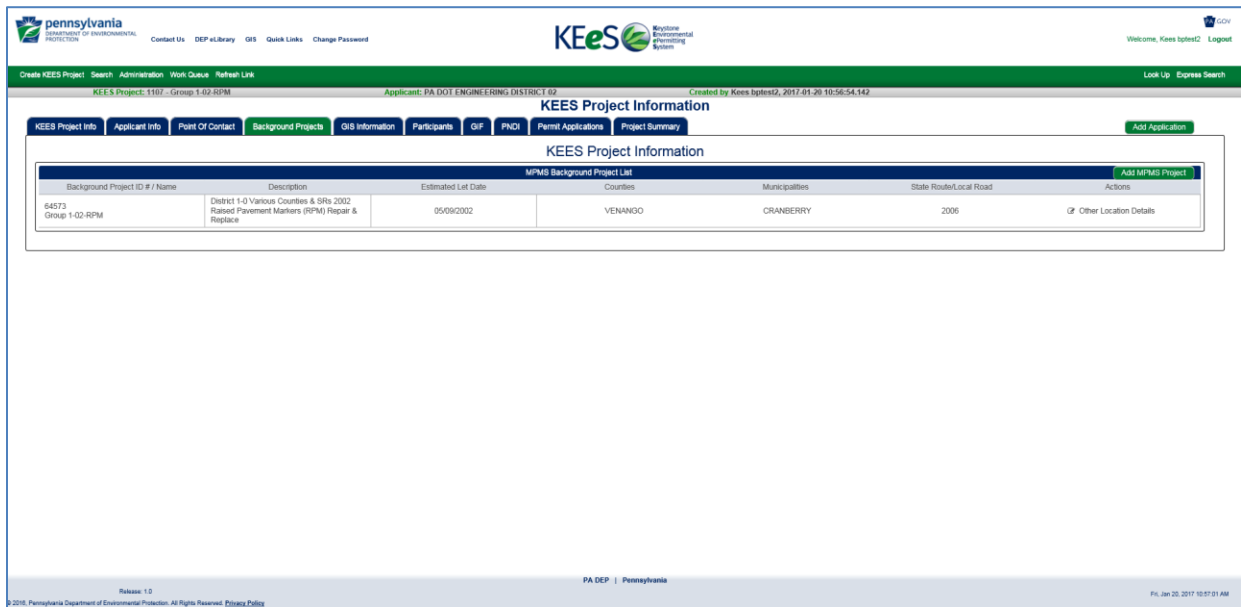 pennsylvania
DEPARTMENT OF ENVIRONMENTAL
PROTECTION
Contact Us DEP eLibrary GIS Quick Links Change Password
KEeS Keystone Environmental ePermitting System
PA GOV
Welcome, Kees bptest2 Logout
Create KEES Project Search Administration Work Queue Refresh Link Look Up Express Search
KEES Project: 1107 - Group 1-02-RPM Applicant: PA DOT ENGINEERING DISTRICT 02 Created by Kees bptest2, 2017-01-20 10:56:54.142
KEES Project Information
KEES Project Info Applicant Info Point Of Contact Background Projects GIS Information Participants GIF PNDI Permit Applications Project Summary Add Application
KEES Project Information
MPMS Background Project List Add MPMS Project
Background Project ID # / Name Description Estimated Let Date Counties Municipalities State Route/Local Road Actions
64573
Group 1-02-RPM
District 1-0 Various Counties & SRs 2002
Raised Pavement Markers (RPM) Repair &
Replace
05/09/2002 VENANGO CRANBERRY 2006 Other Location Details
PA DEP | Pennsylvania
Release: 1.0
© 2016, Pennsylvania Department of Environmental Protection. All Rights Reserved. Privacy Policy
Fri, Jan 20, 2017 10:57:01 AM